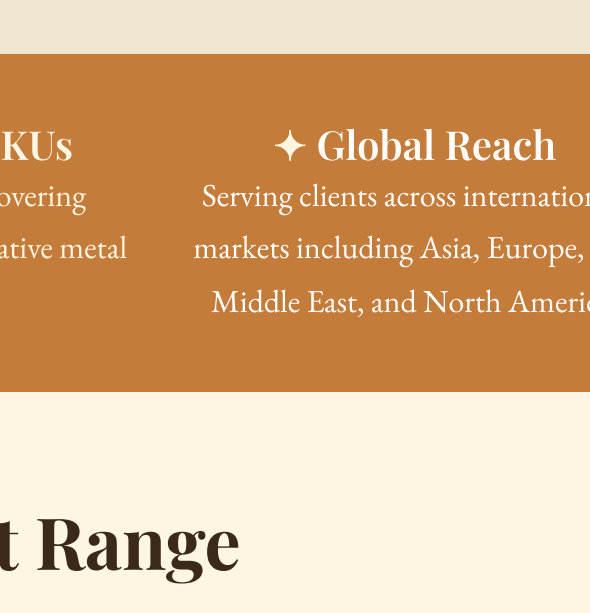 KUs
overing
ative metal
✦ Global Reach
Serving clients across internation
markets including Asia, Europe,
Middle East, and North Americ
t Range